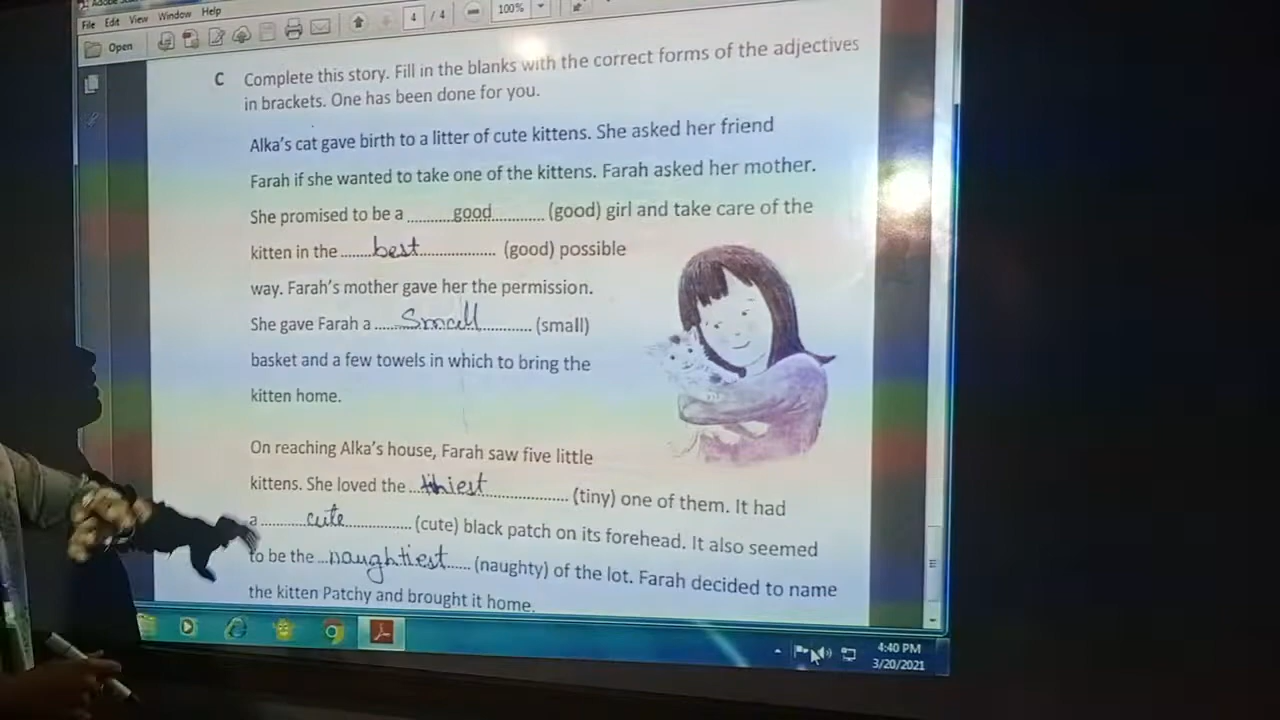 File Edit View Window Help
Open
4 / 4
100%
C Complete this story. Fill in the blanks with the correct forms of the adjectives
in brackets. One has been done for you.
Alka's cat gave birth to a litter of cute kittens. She asked her friend
Farah if she wanted to take one of the kittens. Farah asked her mother.
She promised to be a ..........good............. (good) girl and take care of the
kitten in the ........best................... (good) possible
way. Farah's mother gave her the permission.
She gave Farah a .......Small............. (small)
basket and a few towels in which to bring the
kitten home.
On reaching Alka's house, Farah saw five little
kittens. She loved the ...tiniest.................... (tiny) one of them. It had
a ............cute................ (cute) black patch on its forehead. It also seemed
to be the ...naughtiest...... (naughty) of the lot. Farah decided to name
the kitten Patchy and brought it home.
4:40 PM
3/20/2021